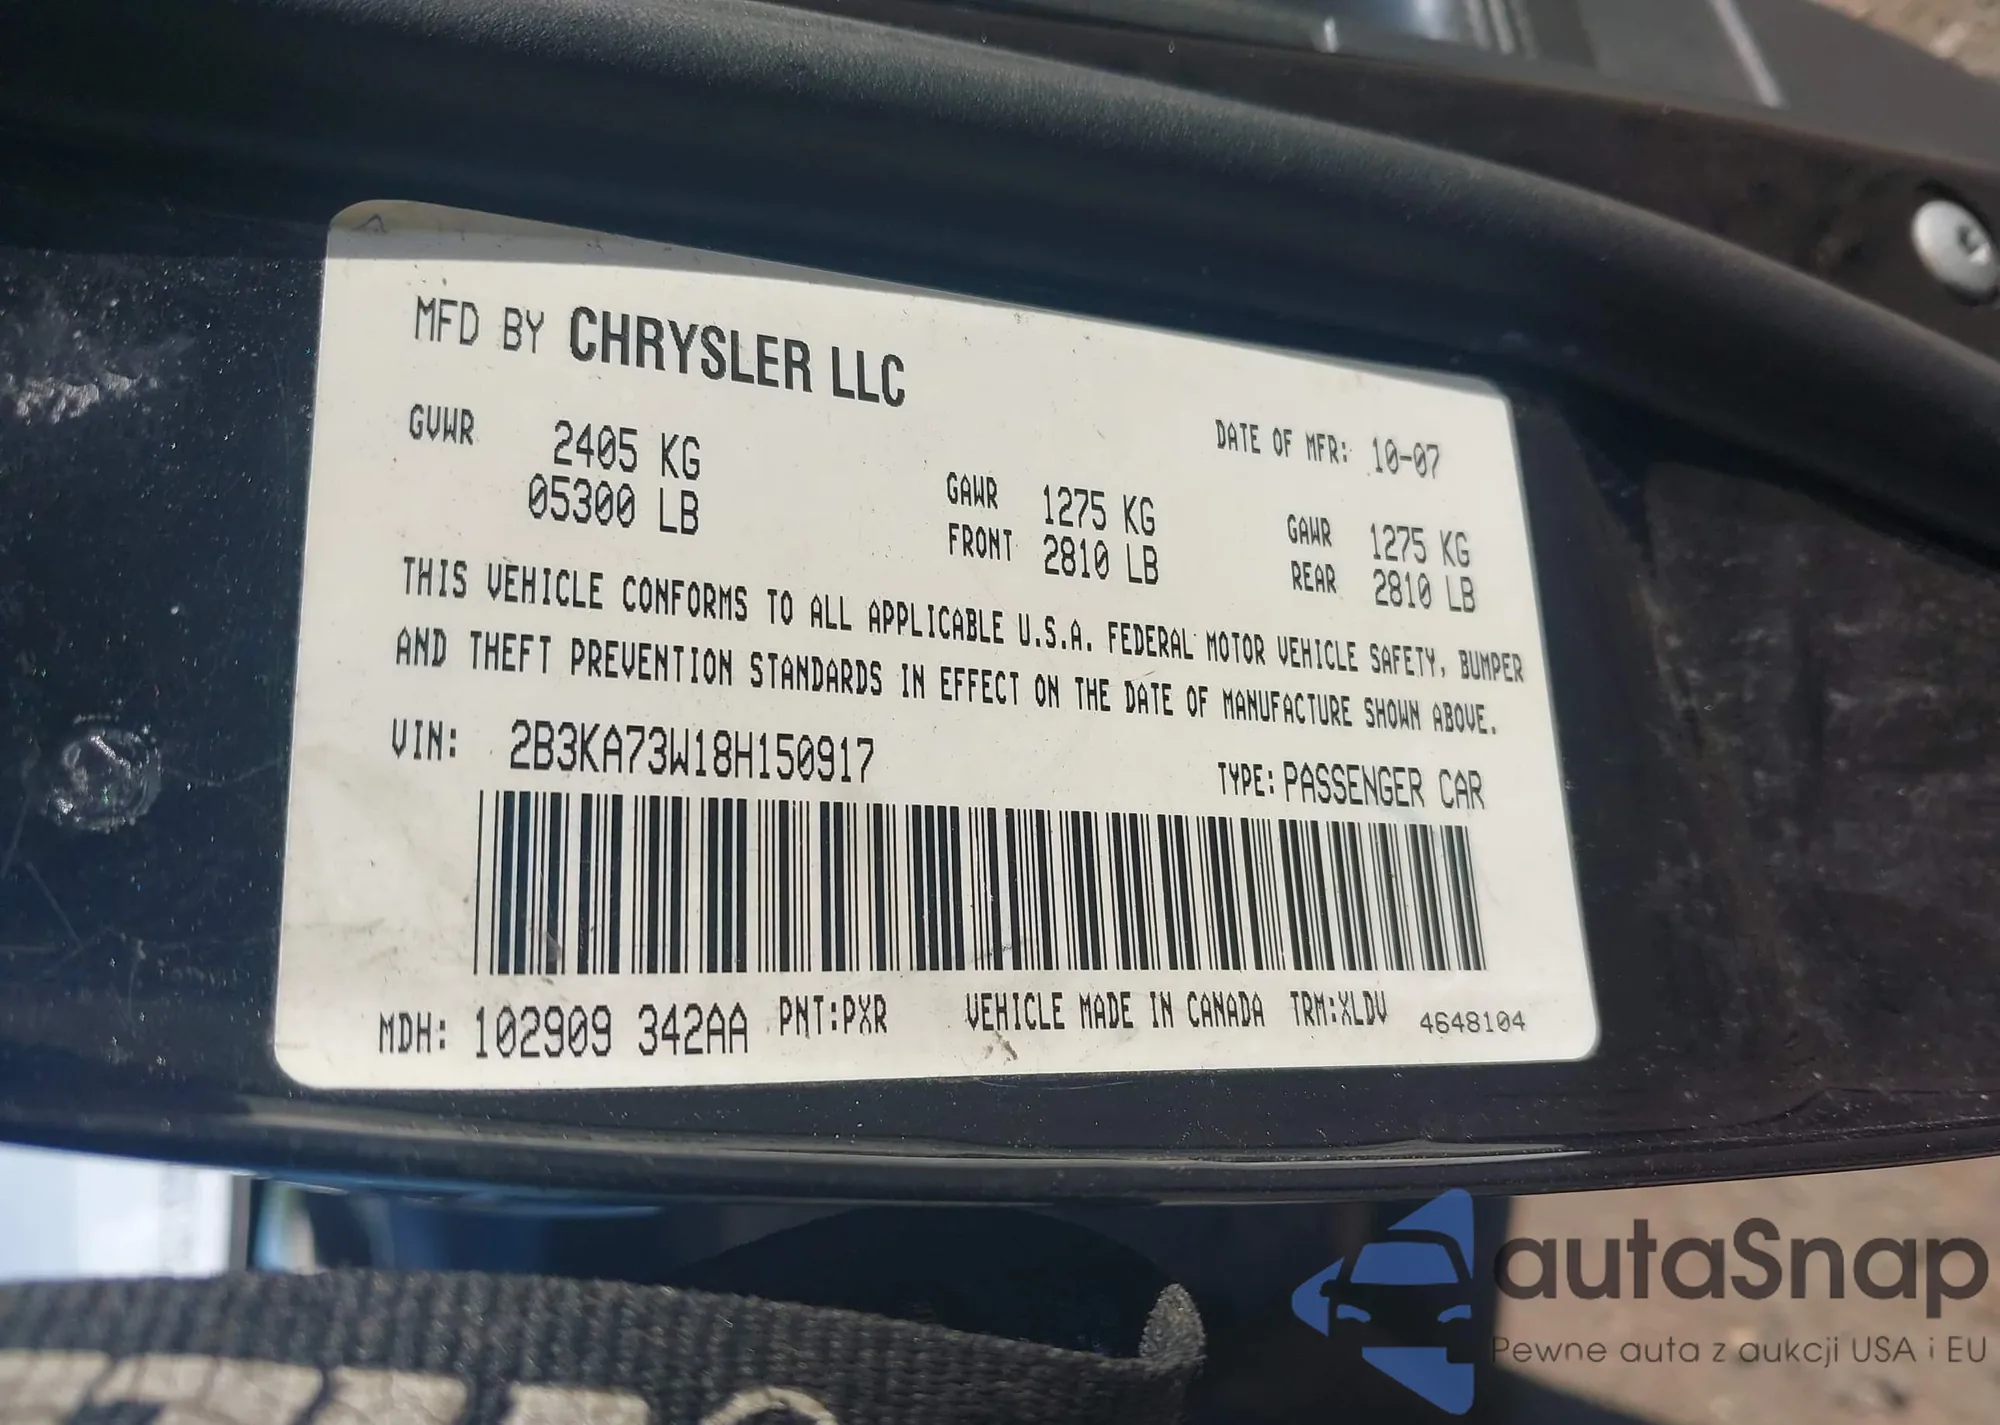 MFD BY CHRYSLER LLC
DATE OF MFR: 10-07
GVWR 2405 KG
05300 LB
GAWR 1275 KG
FRONT 2810 LB
GAWR 1275 KG
REAR 2810 LB
THIS VEHICLE CONFORMS TO ALL APPLICABLE U.S.A. FEDERAL MOTOR VEHICLE SAFETY, BUMPER
AND THEFT PREVENTION STANDARDS IN EFFECT ON THE DATE OF MANUFACTURE SHOWN ABOVE.
VIN: 2B3KA73W18H150917
TYPE: PASSENGER CAR
MDH: 102909 342AA PNT:PXR VEHICLE MADE IN CANADA TRM:XLDV 4648104
autaSnap
Pewne auta z aukcji USA i EU